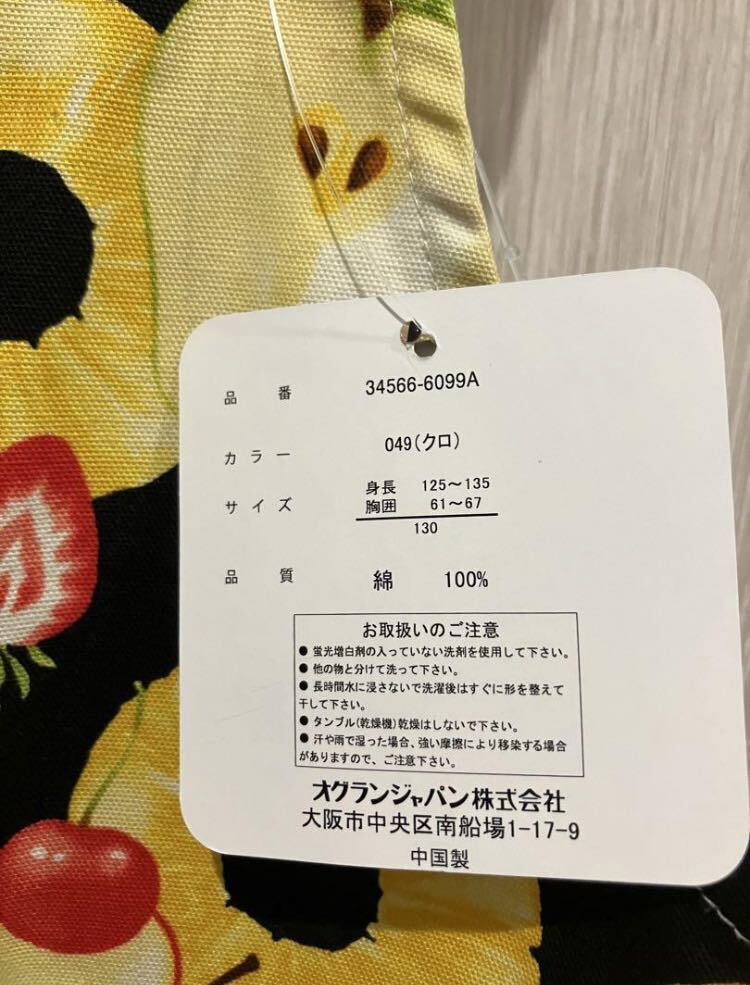 品番 34566-6099A
カラー 049(クロ)
サイズ 身長 125～135
胸囲 61～67
130
品質 綿 100%
お取扱いのご注意
● 蛍光増白剤の入っていない洗剤を使用して下さい。
● 他の物と分けて洗って下さい。
● 長時間水に浸さないで洗濯後はすぐに形を整えて
干して下さい。
● タンブル(乾燥機)乾燥はしないで下さい。
● 汗や雨で湿った場合、強い摩擦により移染する場合
がありますので、ご注意下さい。
オグランジャパン株式会社
大阪市中央区南船場1-17-9
中国製